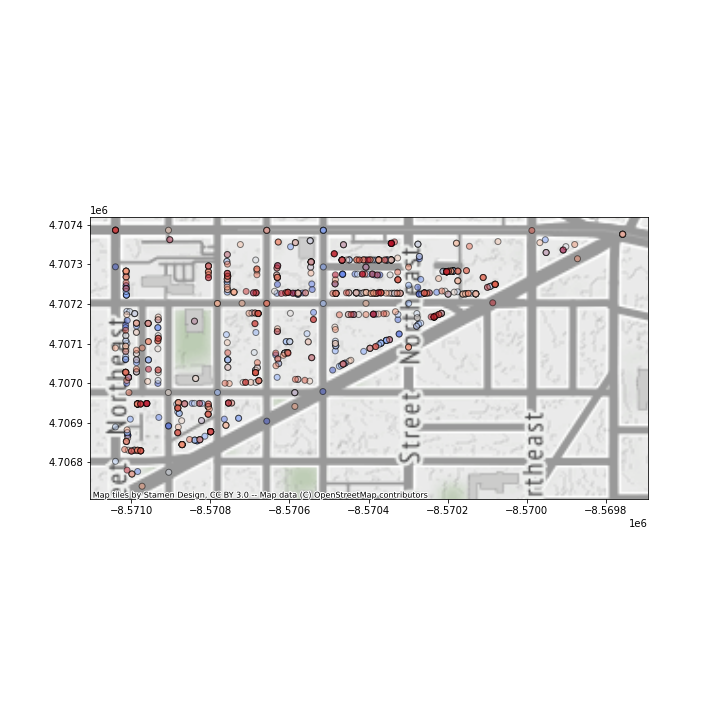 1e6
4.7074
4.7073
4.7072
4.7071
4.7070
4.7069
4.7068
Northeast
Street Northeast
rtheast
Map tiles by Stamen Design, CC BY 3.0 -- Map data (C) OpenStreetMap contributors
−8.5710 −8.5708 −8.5706 −8.5704 −8.5702 −8.5700 −8.5698
1e6